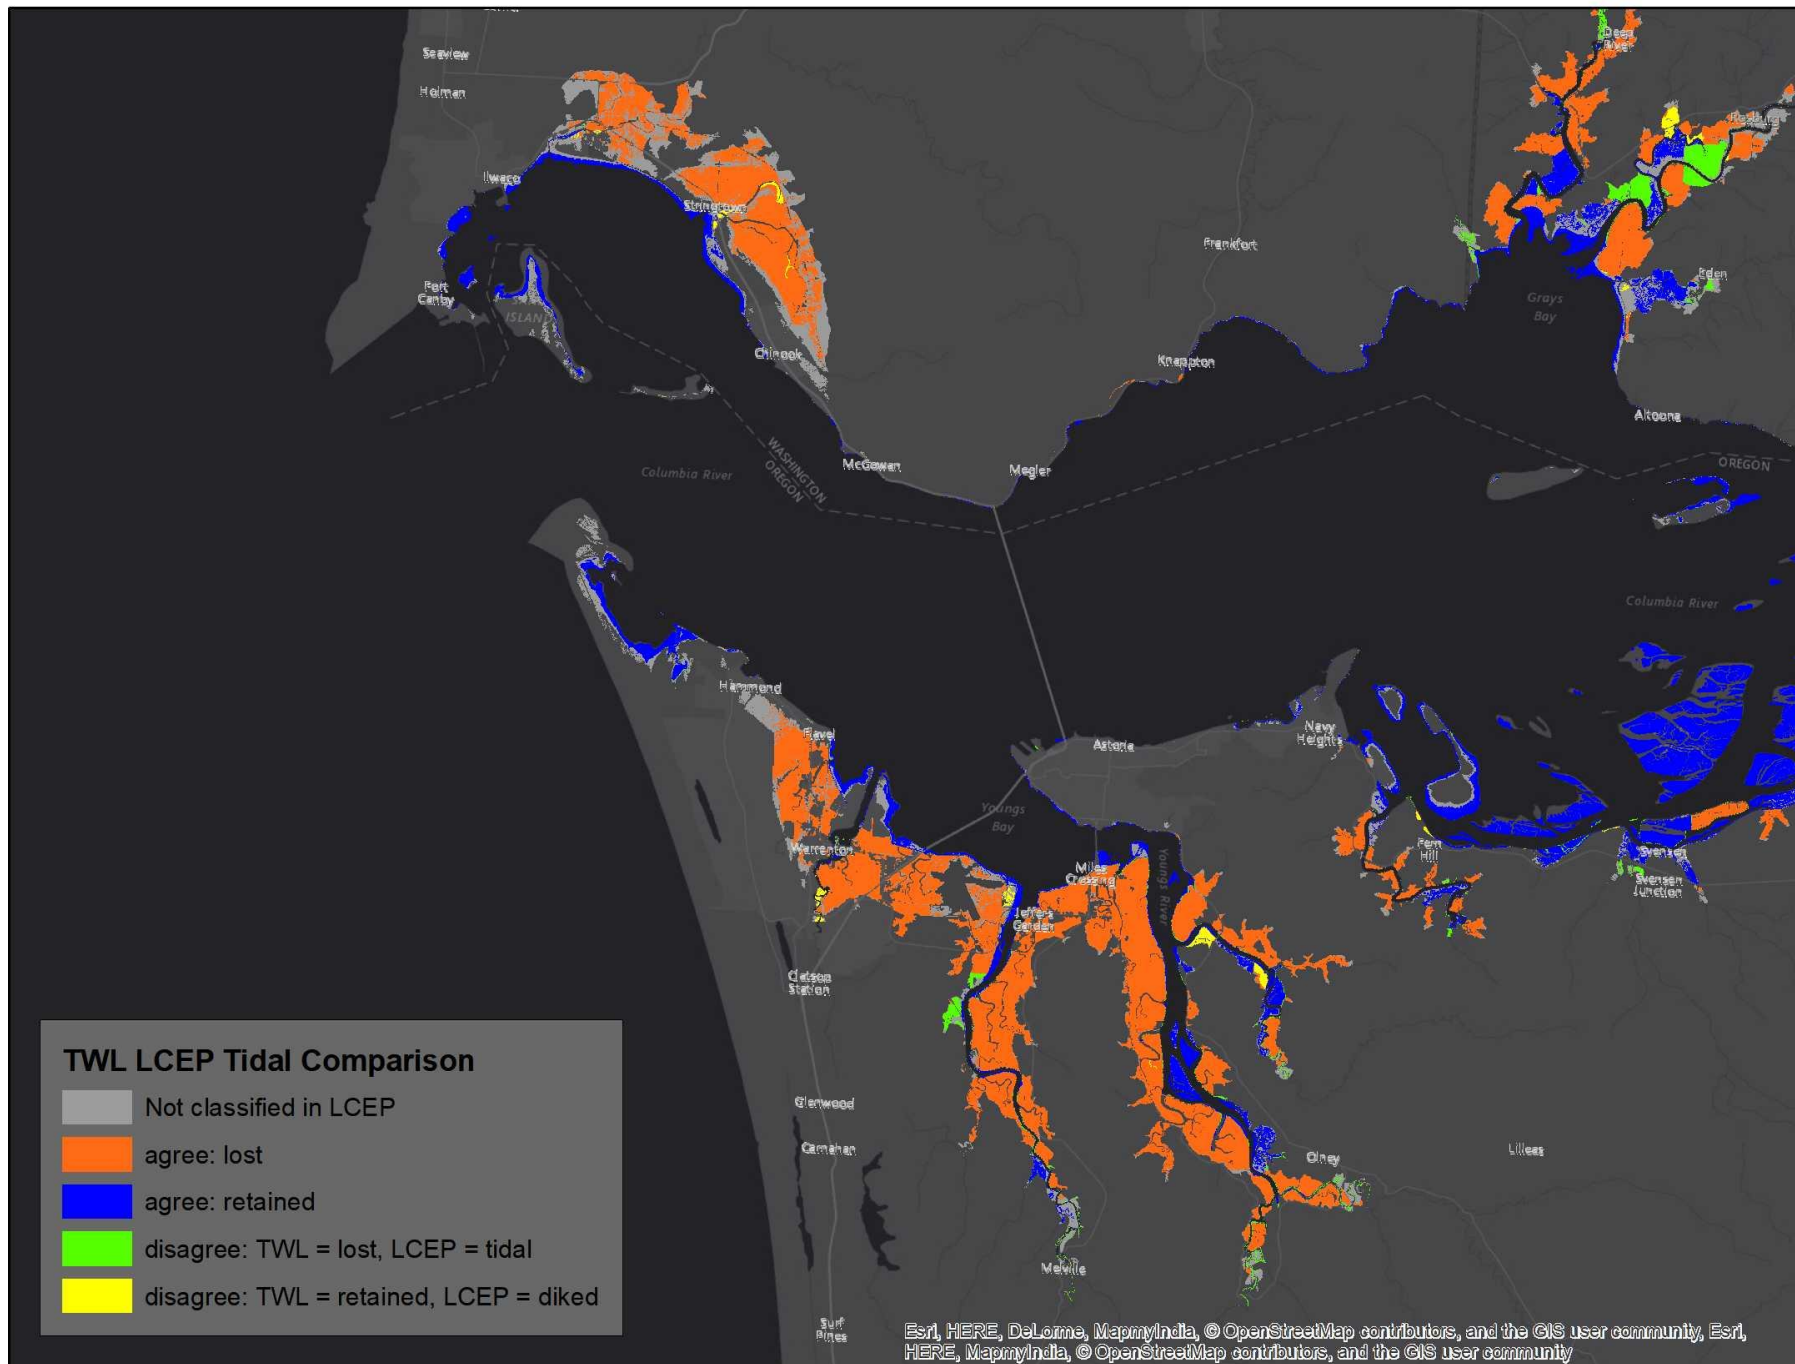 Seaview
Holman
Deep
River
Rosburg
Ilwaco
Stringtown
Frankfort
Eden
Fort
Canby
ISLAND
Grays
Bay
Chinook
Knappton
Altoona
WASHINGTON
OREGON
McGowan
Megler
Columbia River
OREGON
Columbia River
Hammond
Flavel
Astoria
Navy
Heights
Youngs
Bay
Warrenton
Miles
Crossing
Youngs River
Fern
Hill
Svensen
Svensen
Junction
Jeffers
Garden
Clatsop
Station
Glenwood
Carnahan
Olney
Lilleas
Melville
Surf
Pines
TWL LCEP Tidal Comparison
Not classified in LCEP
agree: lost
agree: retained
disagree: TWL = lost, LCEP = tidal
disagree: TWL = retained, LCEP = diked
Esri, HERE, DeLorme, MapmyIndia, © OpenStreetMap contributors, and the GIS user community, Esri,
HERE, MapmyIndia, © OpenStreetMap contributors, and the GIS user community